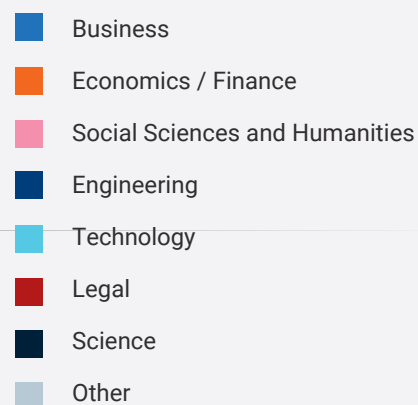 Business
Economics / Finance
Social Sciences and Humanities
Engineering
Technology
Legal
Science
Other